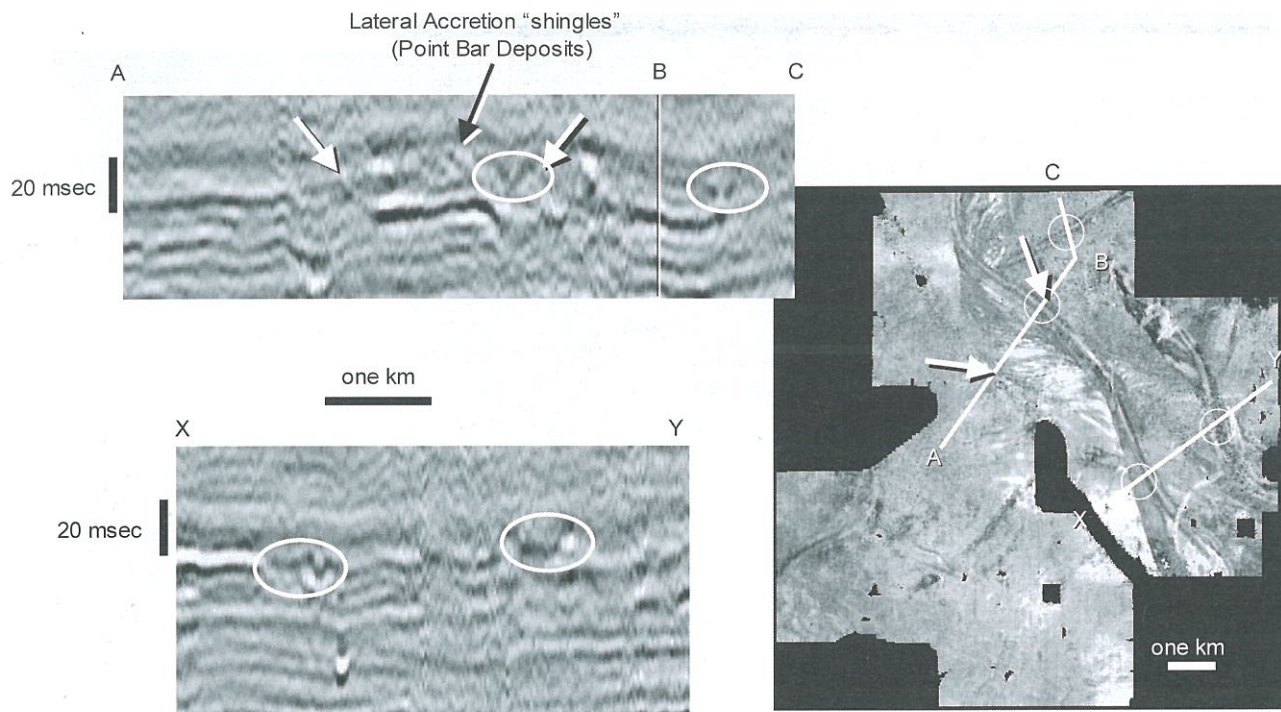 Lateral Accretion “shingles”
(Point Bar Deposits)
A
B
C
20 msec
one km
X
Y
20 msec
C
B
A
Y
X
one km